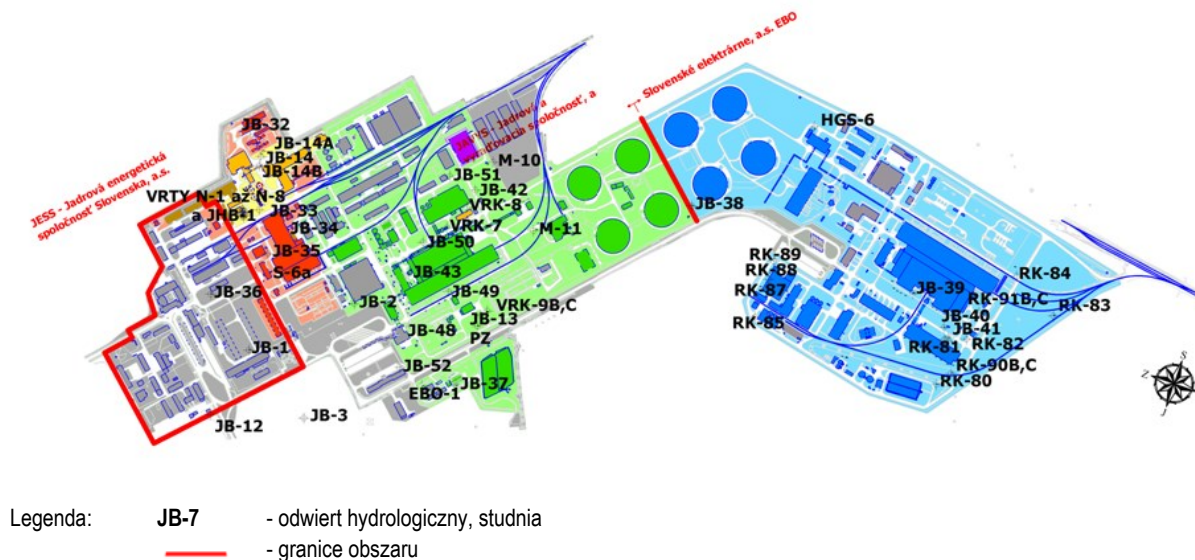 Slovenské elektrárne, a.s. EBO
JAVYS - Jadrová a
vyraďovacia spoločnosť, a
JESS - Jadrová energetická
spoločnosť Slovenska, a.s.
JB-32
JB-14A
JB-14
JB-14B
VRTY N-1 až N-8
a JHB-1
JB-33
JB-34
JB-35
S-6a
JB-36
JB-1
JB-12
JB-3
JB-2
M-10
JB-51
JB-42
VRK-8
VRK-7
JB-50
M-11
JB-43
JB-49
VRK-9B,C
JB-13
JB-48
PZ
JB-52
JB-37
EBO-1
JB-38
HGS-6
RK-89
RK-88
RK-87
RK-85
JB-39
RK-84
RK-91B,C
RK-83
JB-40
JB-41
RK-81
RK-82
RK-90B,C
RK-80
S
Z
J
Legenda: JB-7 - odwiert hydrologiczny, studnia
- granice obszaru